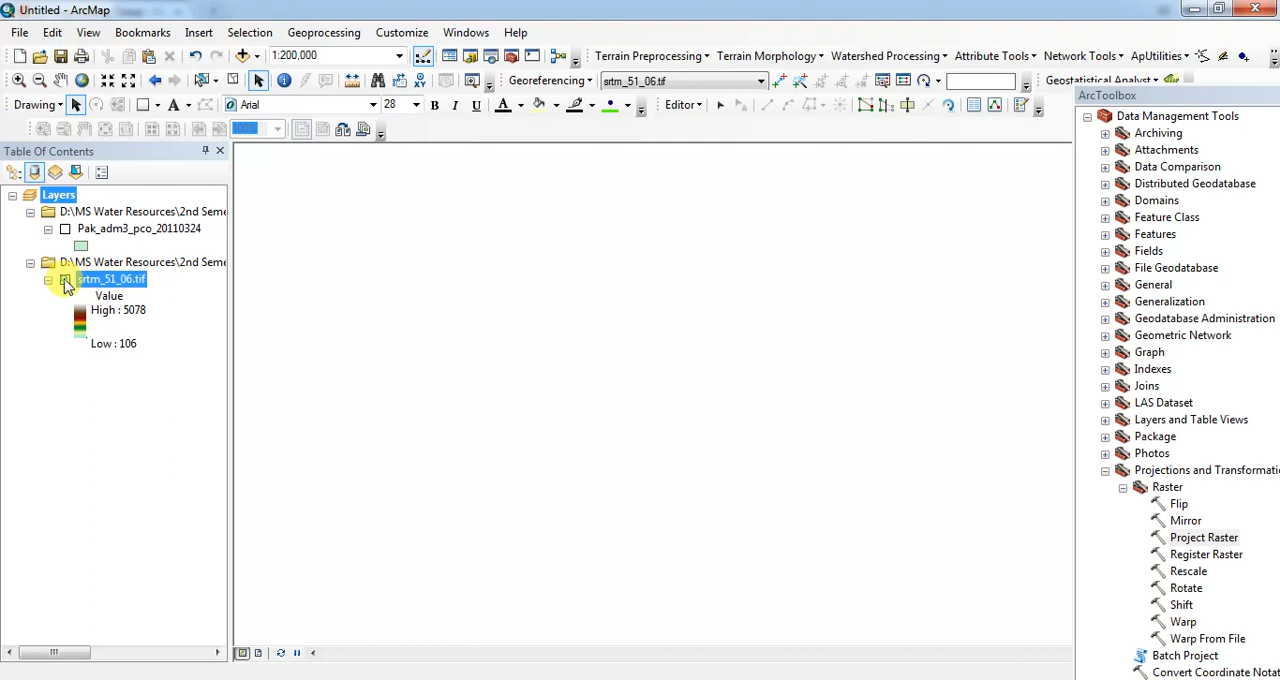 Untitled - ArcMap
File Edit View Bookmarks Insert Selection Geoprocessing Customize Windows Help
1:200,000 Terrain Preprocessing Terrain Morphology Watershed Processing Attribute Tools Network Tools ApUtilities
Georeferencing srtm_51_06.tif Geostatistical Analyst
Drawing A Arial 28 B I U A Editor
100%
ArcToolbox
Table Of Contents
Layers
D:\MS Water Resources\2nd Seme
Pak_adm3_pco_20110324
D:\MS Water Resources\2nd Seme
srtm_51_06.tif
Value
High : 5078
Low : 106
Data Management Tools
Archiving
Attachments
Data Comparison
Distributed Geodatabase
Domains
Feature Class
Features
Fields
File Geodatabase
General
Generalization
Geodatabase Administration
Geometric Network
Graph
Indexes
Joins
LAS Dataset
Layers and Table Views
Package
Photos
Projections and Transformati
Raster
Flip
Mirror
Project Raster
Register Raster
Rescale
Rotate
Shift
Warp
Warp From File
Batch Project
Convert Coordinate Notat